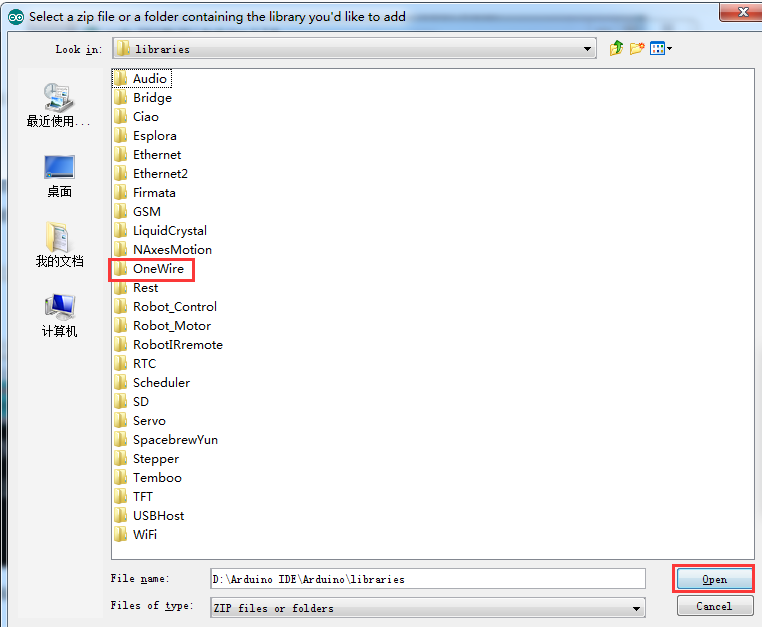 Select a zip file or a folder containing the library you'd like to add
Look in: libraries
最近使用...
桌面
我的文档
计算机
Audio
Bridge
Ciao
Esplora
Ethernet
Ethernet2
Firmata
GSM
LiquidCrystal
NAxesMotion
OneWire
Rest
Robot_Control
Robot_Motor
RobotIRremote
RTC
Scheduler
SD
Servo
SpacebrewYun
Stepper
Temboo
TFT
USBHost
WiFi
File name: D:\Arduino IDE\Arduino\libraries
Open
Files of type: ZIP files or folders
Cancel